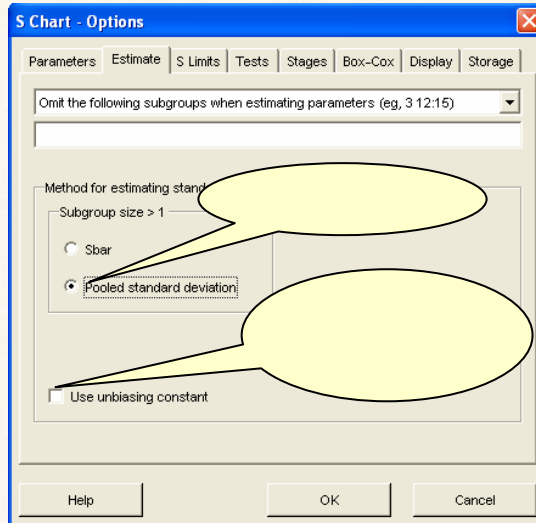 S Chart - Options
Parameters Estimate S Limits Tests Stages Box-Cox Display Storage
Omit the following subgroups when estimating parameters (eg, 3 12:15)
Method for estimating
Subgroup size > 1
Sbar
Pooled standard deviation
Use unbiasing constant
Help OK Cancel